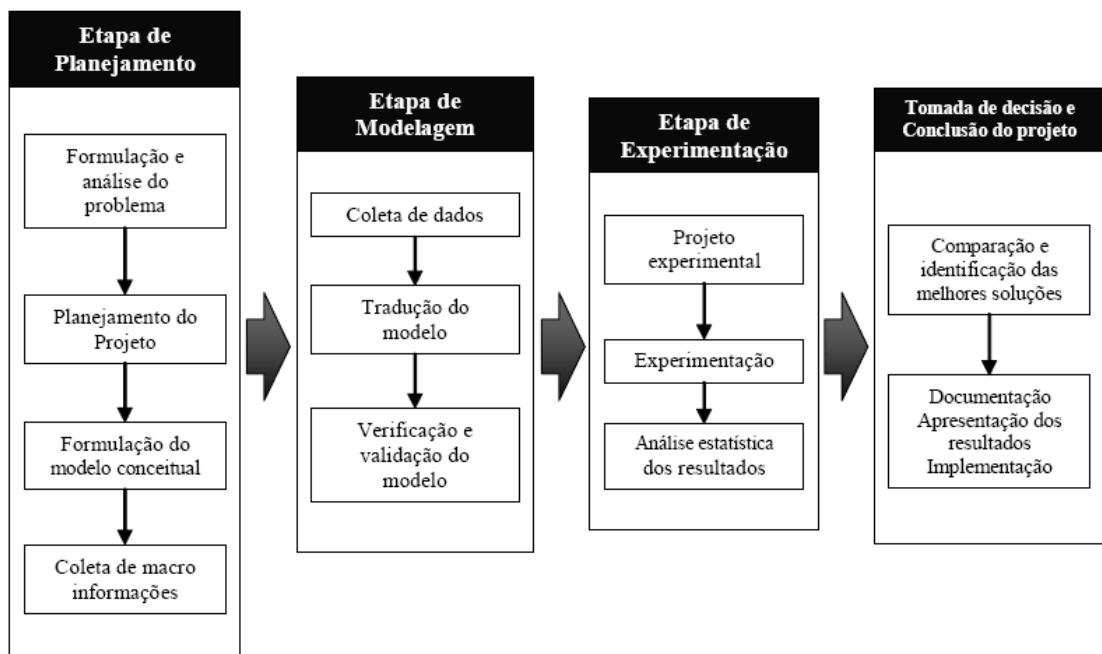 Etapa de
Planejamento
Formulação e
análise do
problema
Planejamento do
Projeto
Formulação do
modelo conceitual
Coleta de macro
informações
Etapa de
Modelagem
Coleta de dados
Tradução do
modelo
Verificação e
validação do
modelo
Etapa de
Experimentação
Projeto
experimental
Experimentação
Análise estatística
dos resultados
Tomada de decisão e
Conclusão do projeto
Comparação e
identificação das
melhores soluções
Documentação
Apresentação dos
resultados
Implementação